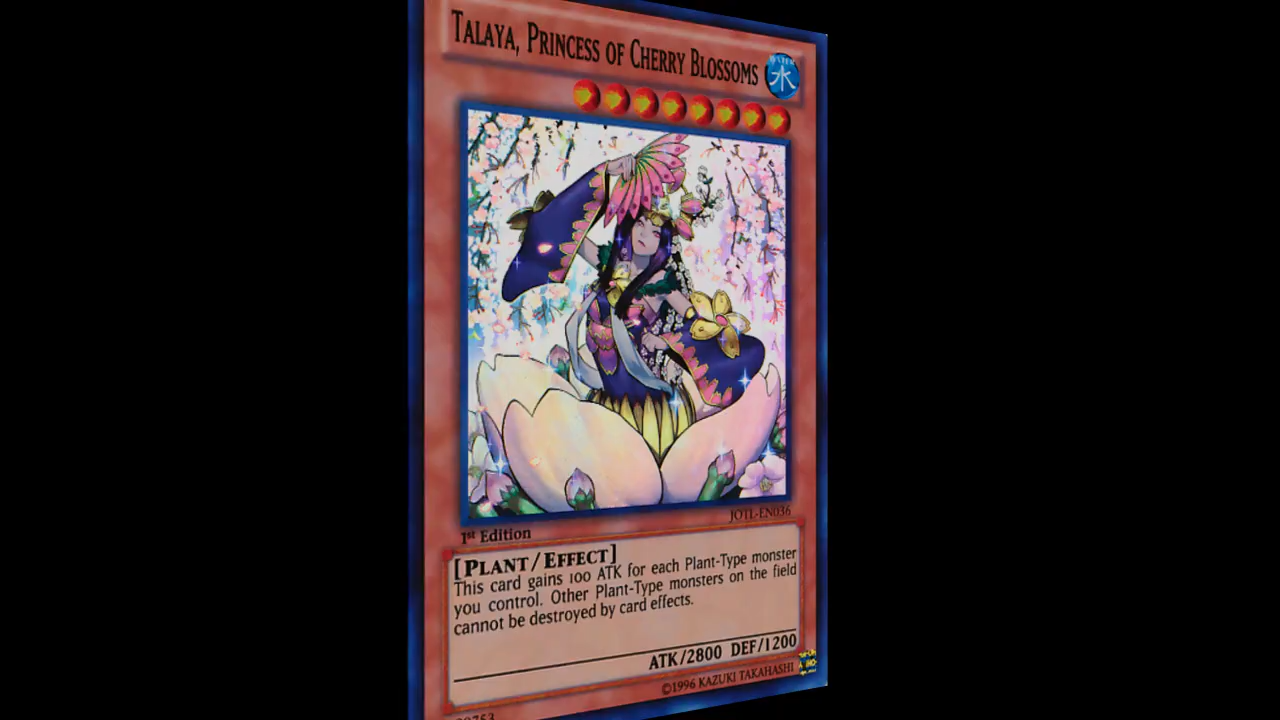 TALAYA, PRINCESS OF CHERRY BLOSSOMS
WATER
水
JOTL-EN036
1st Edition
[PLANT/EFFECT]
This card gains 100 ATK for each Plant-Type monster
you control. Other Plant-Type monsters on the field
cannot be destroyed by card effects.
ATK/2800 DEF/1200
©1996 KAZUKI TAKAHASHI